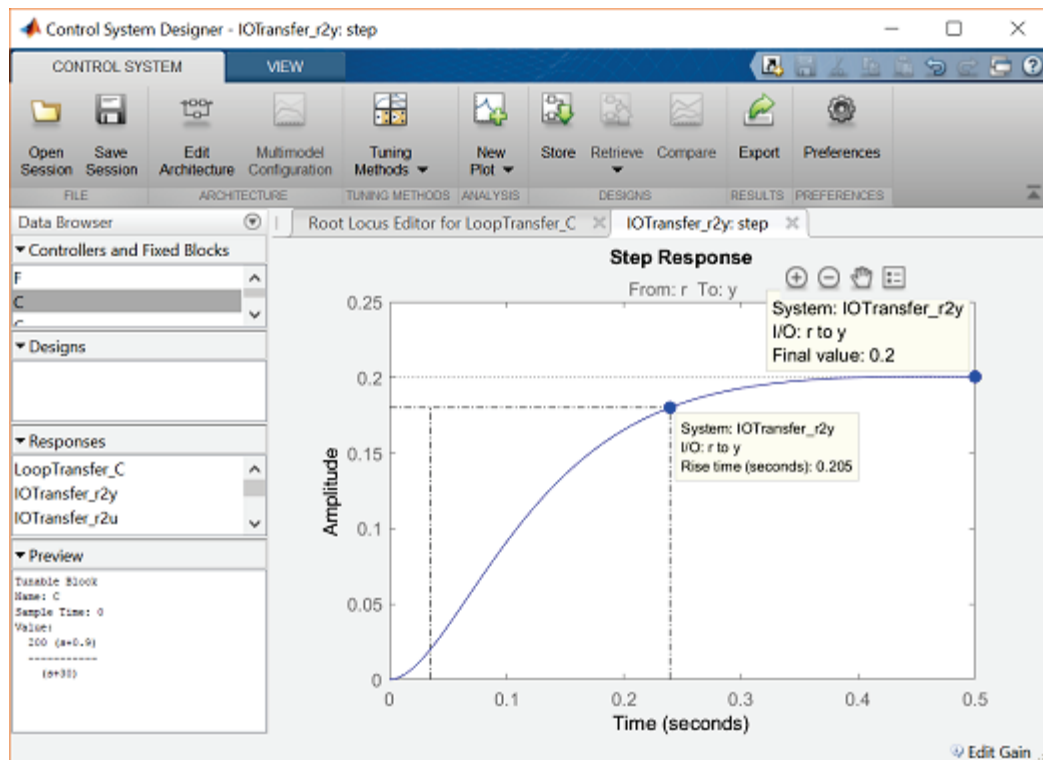 Control System Designer - IOTransfer_r2y: step
CONTROL SYSTEM VIEW
Open Session
Save Session
Edit Architecture
Multimodel Configuration
Tuning Methods
New Plot
Store
Retrieve
Compare
Export
Preferences
FILE ARCHITECTURE TUNING METHODS ANALYSIS DESIGNS RESULTS PREFERENCES
Data Browser
Root Locus Editor for LoopTransfer_C
IOTransfer_r2y: step
Controllers and Fixed Blocks
F
C
Designs
Responses
LoopTransfer_C
IOTransfer_r2y
IOTransfer_r2u
Preview
Tunable Block
Name: C
Sample Time: 0
Value:
200 (s+0.9)
-----------
(s+30)
Step Response
From: r To: y
System: IOTransfer_r2y
I/O: r to y
Final value: 0.2
System: IOTransfer_r2y
I/O: r to y
Rise time (seconds): 0.205
Amplitude
0.25
0.2
0.15
0.1
0.05
0
0 0.1 0.2 0.3 0.4 0.5
Time (seconds)
Edit Gain